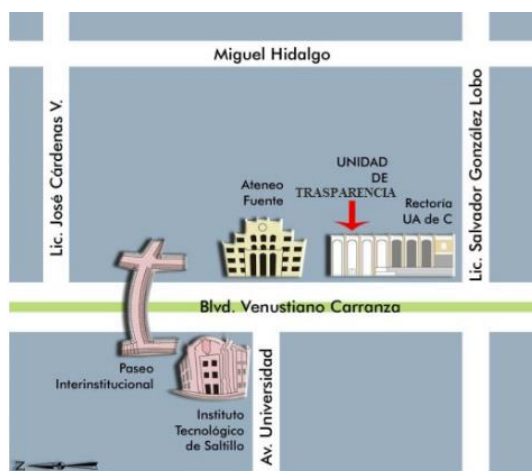 Miguel Hidalgo
Lic. José Cárdenas V.
Lic. Salvador González Lobo
UNIDAD
DE
TRASPARENCIA
Ateneo
Fuente
Rectoría
UA de C
Blvd. Venustiano Carranza
Paseo
Interinstitucional
Instituto
Tecnológico
de Saltillo
Av. Universidad
N